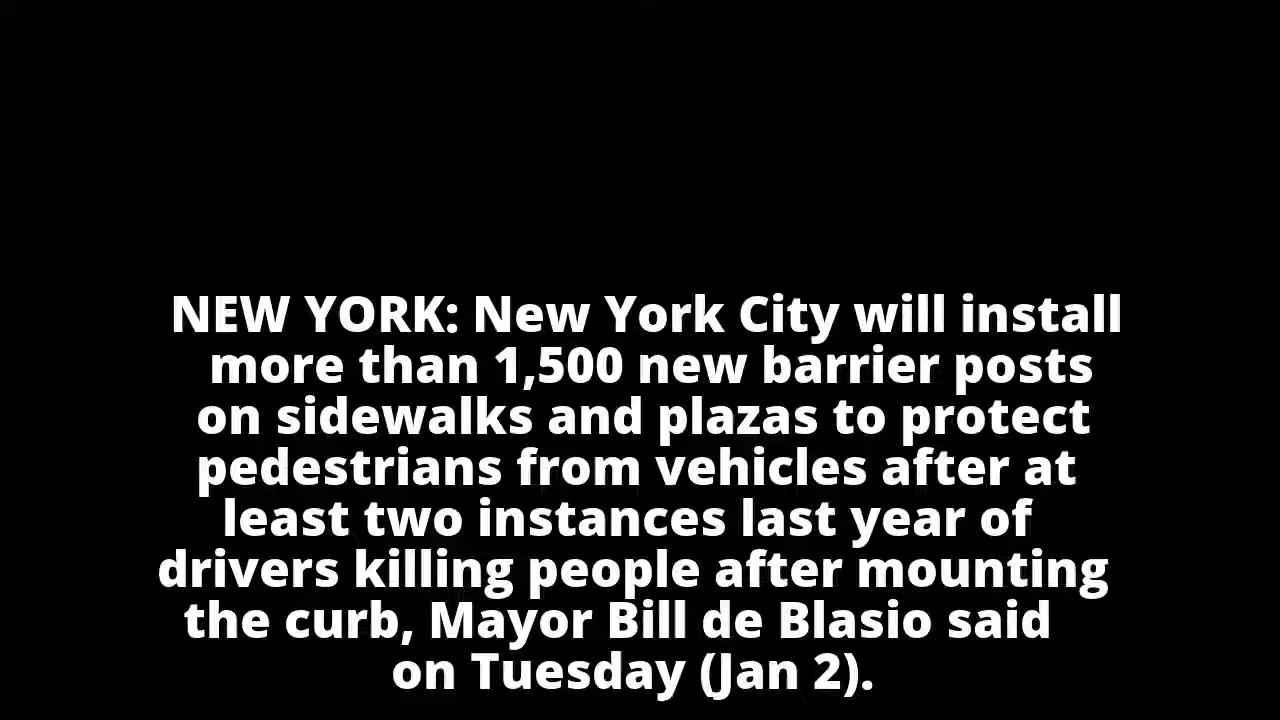 NEW YORK: New York City will install
more than 1,500 new barrier posts
on sidewalks and plazas to protect
pedestrians from vehicles after at
least two instances last year of
drivers killing people after mounting
the curb, Mayor Bill de Blasio said
on Tuesday (Jan 2).